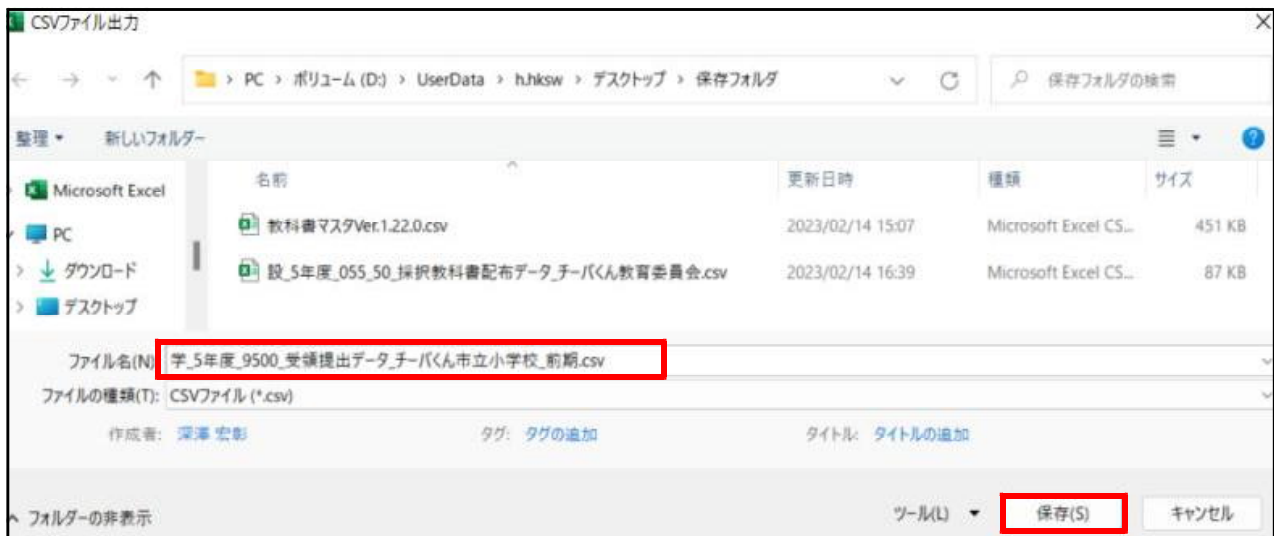 CSVファイル出力
PC > ボリューム (D:) > UserData > h.hksw > デスクトップ > 保存フォルダ
保存フォルダの検索
整理
新しいフォルダー
名前 更新日時 種類 サイズ
Microsoft Excel
教科書マスタVer.1.22.0.csv 2023/02/14 15:07 Microsoft Excel CS... 451 KB
PC
ダウンロード
設_5年度_055_50_採択教科書配布データ_チーバくん教育委員会.csv 2023/02/14 16:39 Microsoft Excel CS... 87 KB
デスクトップ
ファイル名(N): 学_5年度_9500_受領提出データ_チーバくん市立小学校_前期.csv
ファイルの種類(T): CSVファイル (*.csv)
作成者: 深澤 宏彰 タグ: タグの追加 タイトル: タイトルの追加
フォルダーの非表示 ツール(L) 保存(S) キャンセル